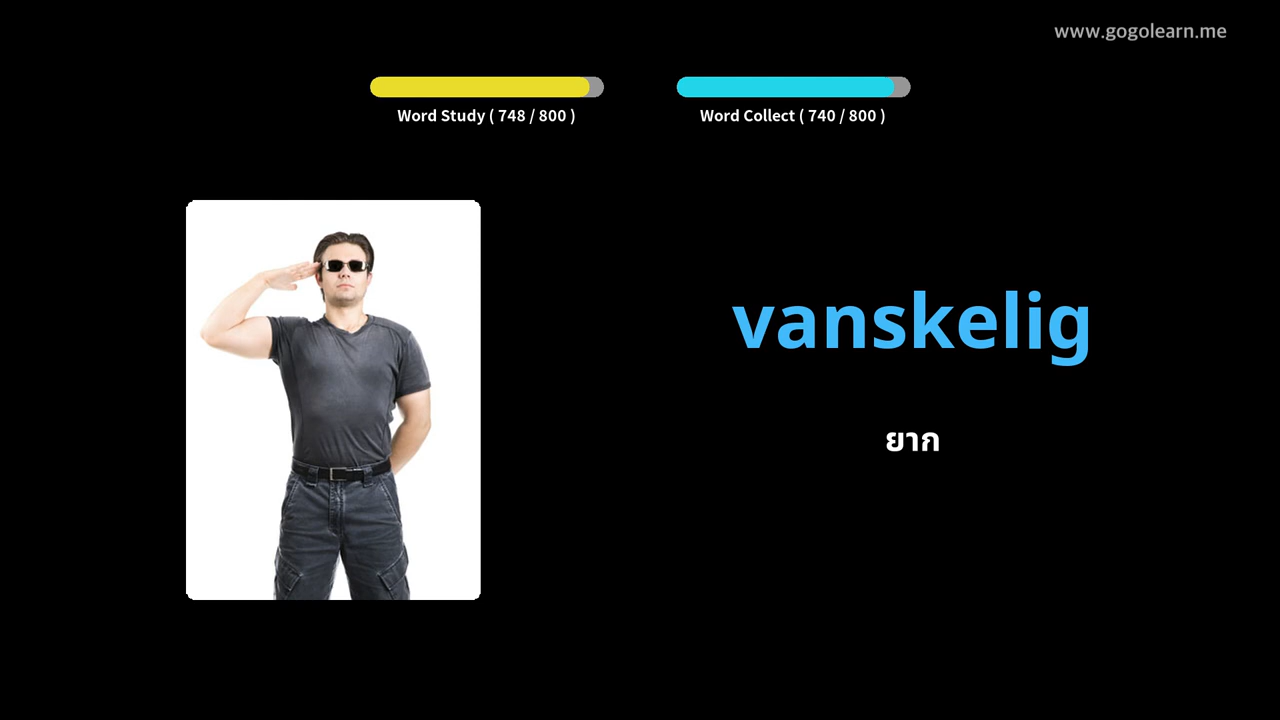 www.gogolearn.me
Word Study ( 748 / 800 )
Word Collect ( 740 / 800 )
vanskelig
ยาก